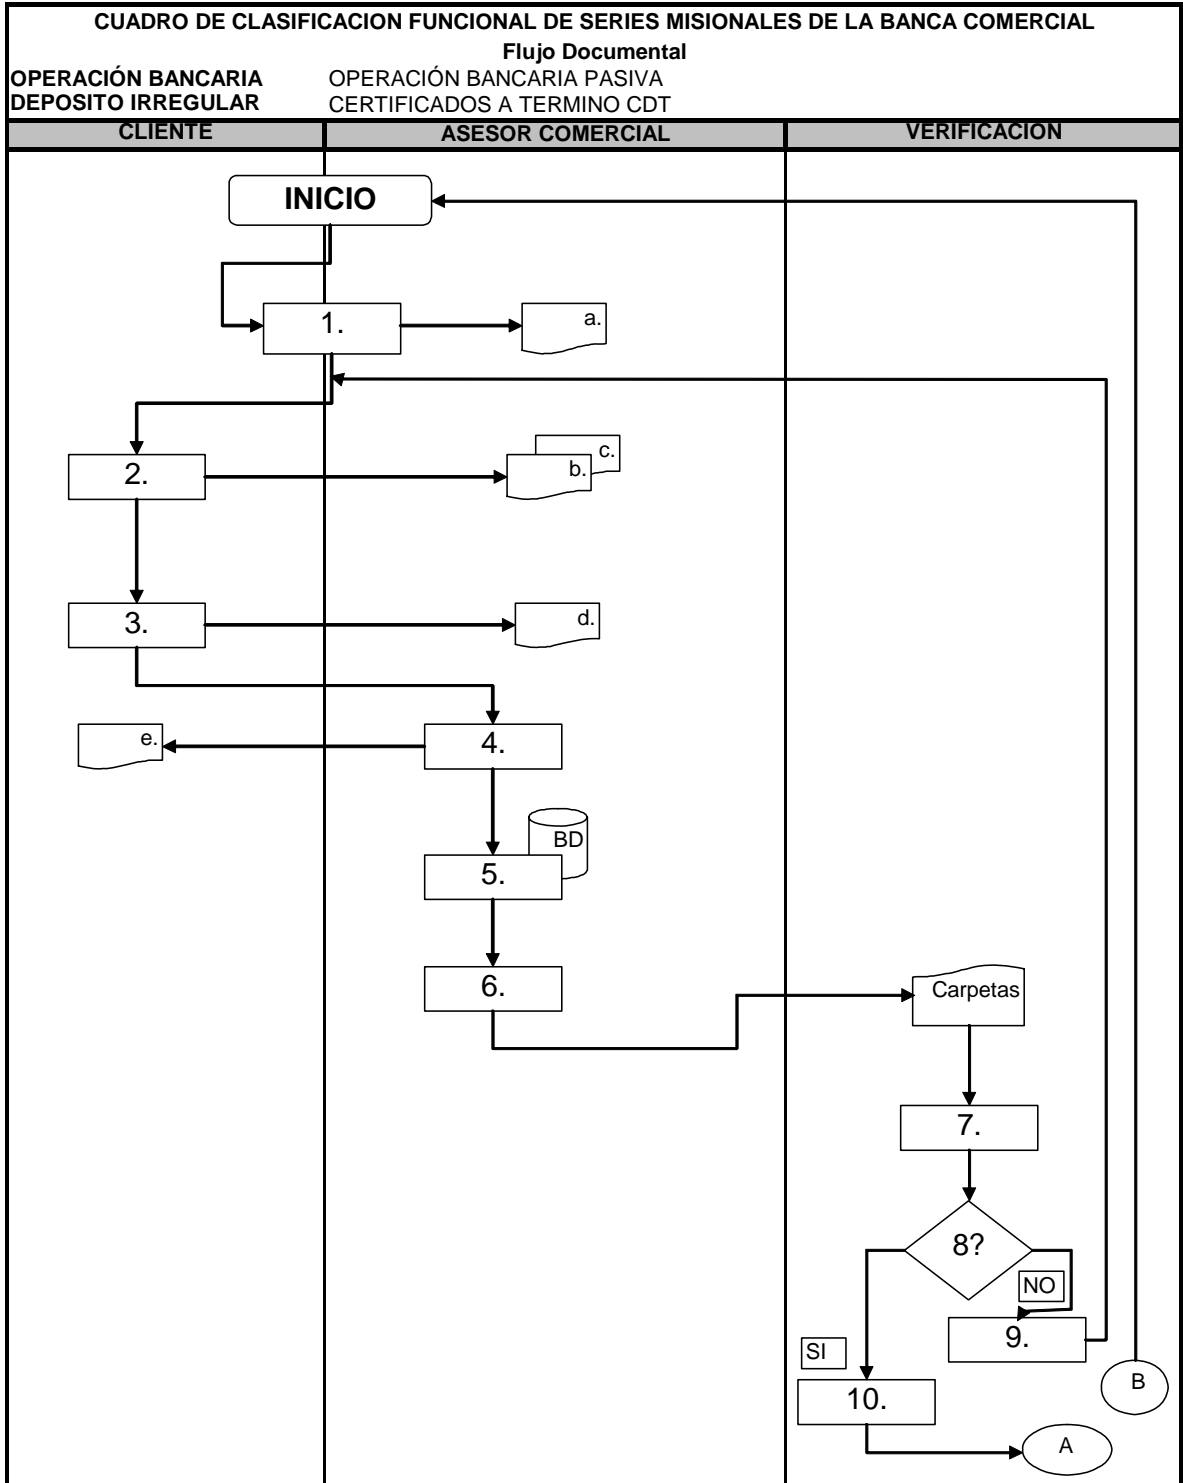 CUADRO DE CLASIFICACION FUNCIONAL DE SERIES MISIONALES DE LA BANCA COMERCIAL
Flujo Documental
OPERACIÓN BANCARIA OPERACIÓN BANCARIA PASIVA
DEPOSITO IRREGULAR CERTIFICADOS A TERMINO CDT
CLIENTE ASESOR COMERCIAL VERIFICACION
INICIO
1. a.
c.
2. b.
3. d.
e. 4.
BD
5.
6. Carpetas
7.
8?
NO
9.
SI
B
10.
A